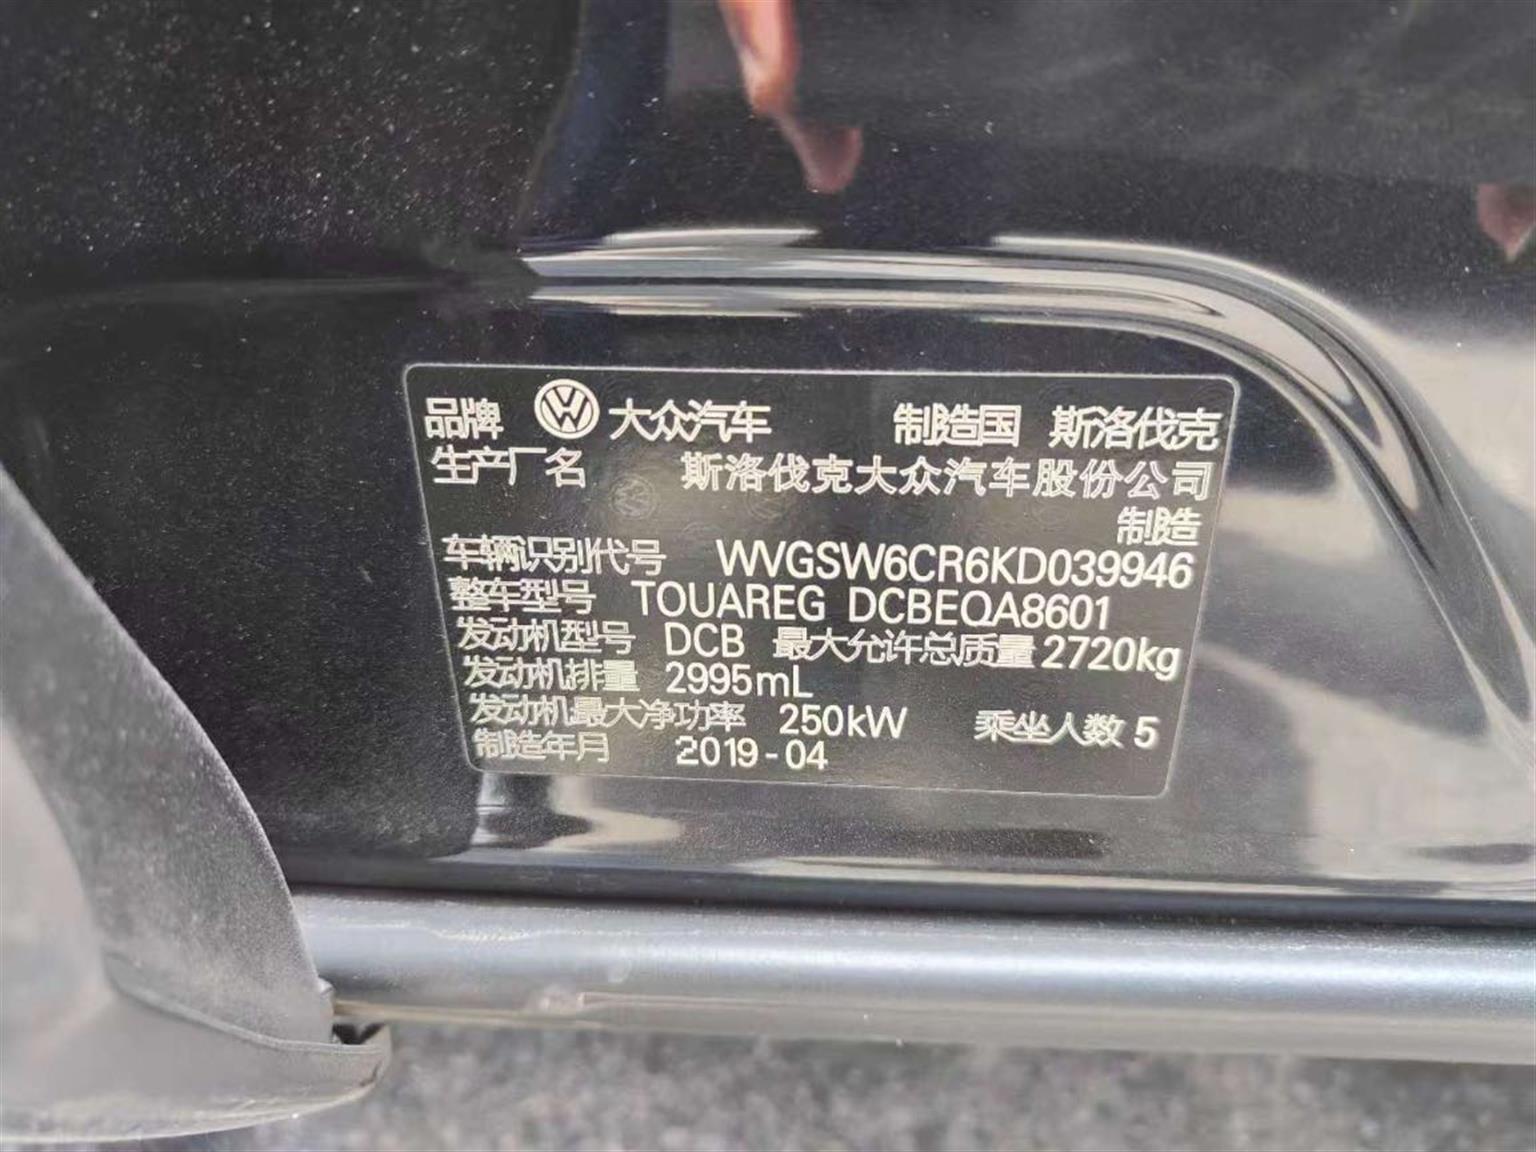 品牌 大众汽车 制造国 斯洛伐克
生产厂名 斯洛伐克大众汽车股份公司
制造
车辆识别代号 WVGSW6CR6KD039946
整车型号 TOUAREG DCBEQA8601
发动机型号 DCB 最大允许总质量 2720kg
发动机排量 2995mL
发动机最大净功率 250kW 乘坐人数 5
制造年月 2019-04